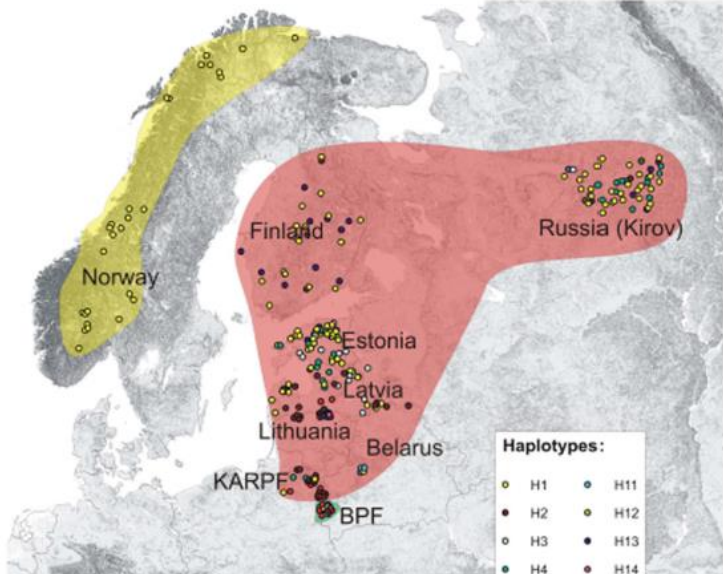 Finland
Russia (Kirov)
Norway
Estonia
Latvia
Lithuania
Belarus
KARPF
BPF
Haplotypes:
H1 H11
H2 H12
H3 H13
H4 H14